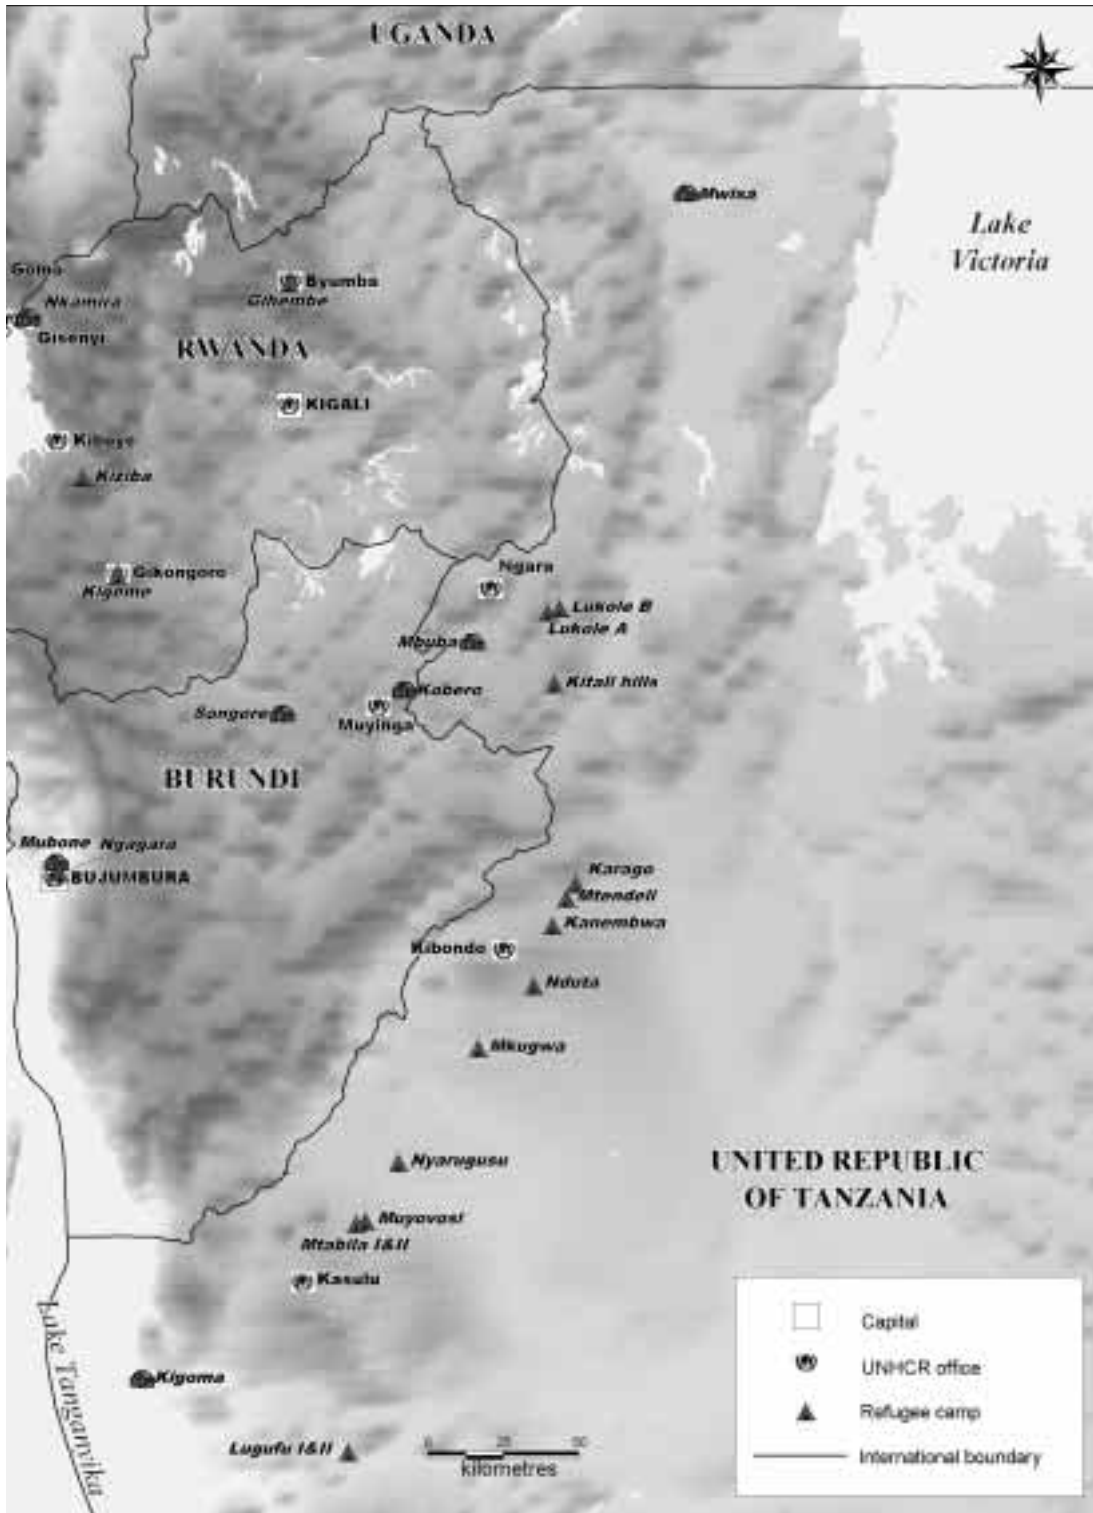 UGANDA
Mwisa
Lake
Victoria
Goma
Nkamira
Gisenyi
Byumba
Gihembe
RWANDA
KIGALI
Kibuye
Kiziba
Gikongoro
Kigeme
Ngara
Lukole B
Lukole A
Mbuba
Kitali hills
Kobero
Songore
Muyinga
BURUNDI
Mubone Ngagara
BUJUMBURA
Karago
Mtendeli
Kanembwa
Kibondo
Nduta
Mkugwa
Nyarugusu
UNITED REPUBLIC
OF TANZANIA
Muyovosi
Mtabila I&II
Kasulu
Lake Tanganyika
Kigoma
Lugufu I&II
0 25 50
kilometres
Capital
UNHCR office
Refugee camp
International boundary